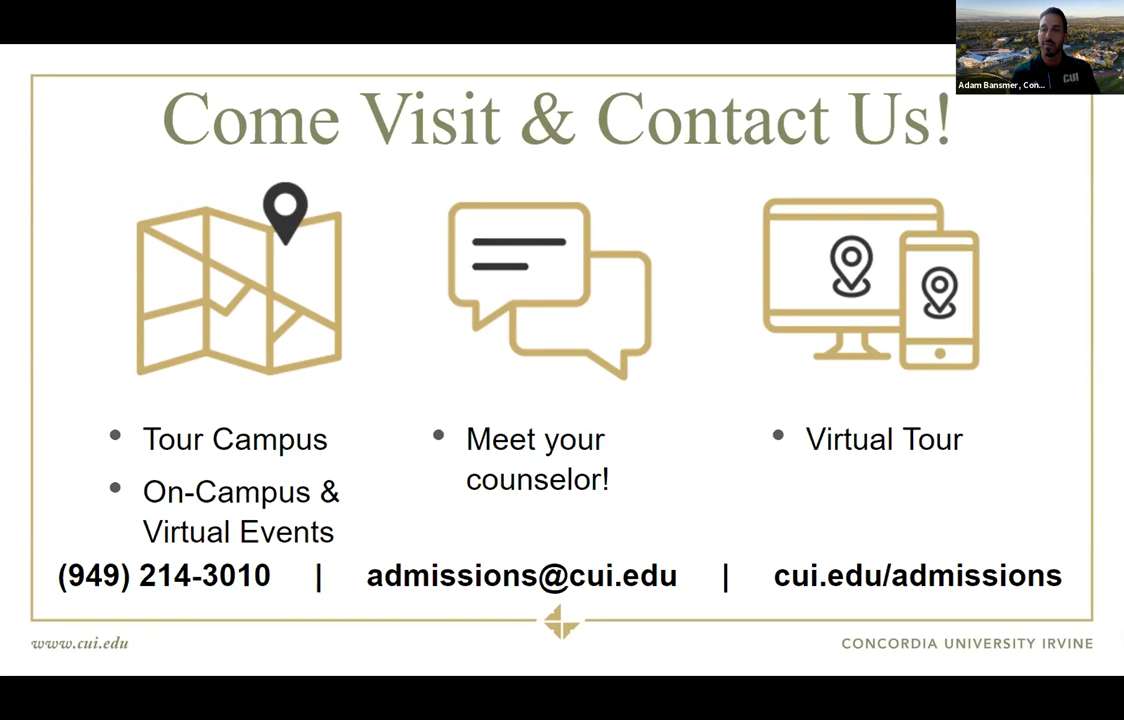 CUI
Adam Bansmer, Con...
Come Visit & Contact Us!
• Tour Campus
• On-Campus &
Virtual Events
• Meet your
counselor!
• Virtual Tour
(949) 214-3010 | admissions@cui.edu | cui.edu/admissions
www.cui.edu
CONCORDIA UNIVERSITY IRVINE